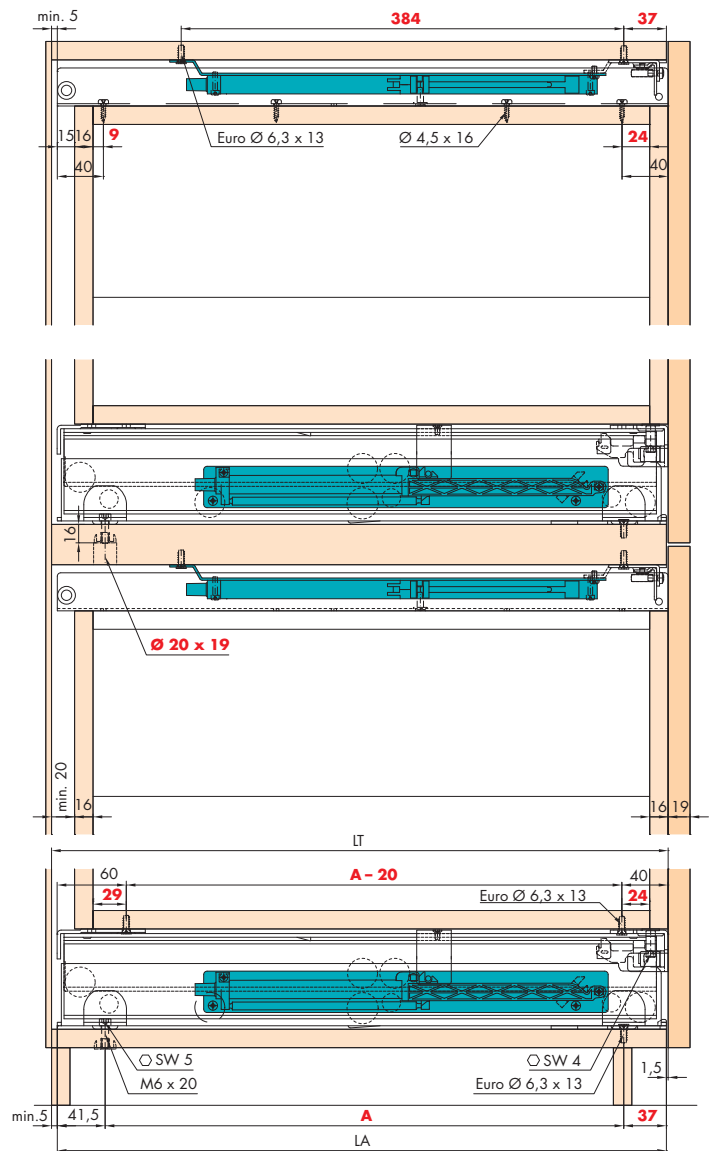 min. 5
384
37
Euro Ø 6,3 x 13
Ø 4,5 x 16
15
16
9
24
40
40
16
Ø 20 x 19
min. 20
16
16
19
LT
60
A – 20
40
29
Euro Ø 6,3 x 13
24
SW 5
SW 4
M6 x 20
Euro Ø 6,3 x 13
1,5
min.5
41,5
A
37
LA